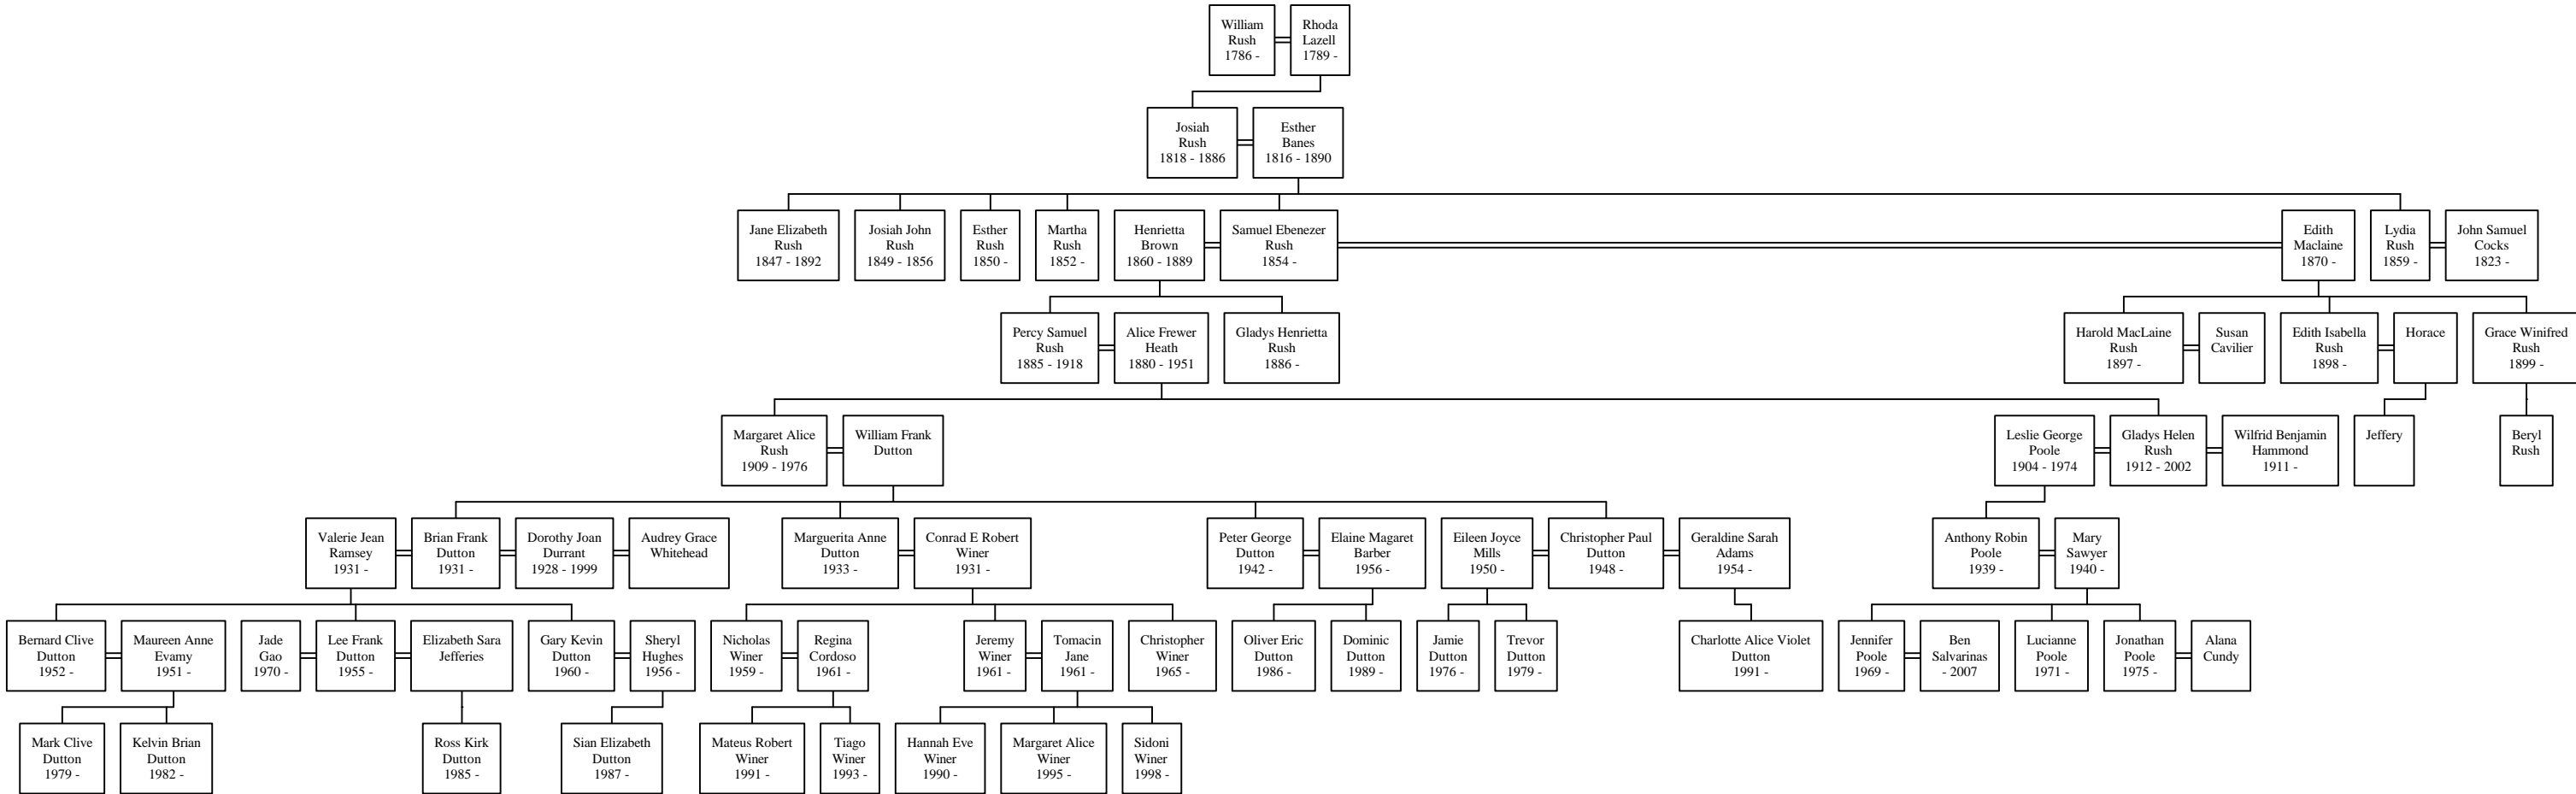 William
Rush
1786 -
Rhoda
Lazell
1789 -
Josiah
Rush
1818 - 1886
Esther
Banes
1816 - 1890
Jane Elizabeth
Rush
1847 - 1892
Josiah John
Rush
1849 - 1856
Esther
Rush
1850 -
Martha
Rush
1852 -
Henrietta
Brown
1860 - 1889
Samuel Ebenezer
Rush
1854 -
Edith
Maclaine
1870 -
Lydia
Rush
1859 -
John Samuel
Cocks
1823 -
Percy Samuel
Rush
1885 - 1918
Alice Frewer
Heath
1880 - 1951
Gladys Henrietta
Rush
1886 -
Harold MacLaine
Rush
1897 -
Susan
Cavilier
Edith Isabella
Rush
1898 -
Horace
Grace Winifred
Rush
1899 -
Margaret Alice
Rush
1909 - 1976
William Frank
Dutton
Leslie George
Poole
1904 - 1974
Gladys Helen
Rush
1912 - 2002
Wilfrid Benjamin
Hammond
1911 -
Jeffery
Beryl
Rush
Valerie Jean
Ramsey
1931 -
Brian Frank
Dutton
1931 -
Dorothy Joan
Durrant
1928 - 1999
Audrey Grace
Whitehead
Marguerita Anne
Dutton
1933 -
Conrad E Robert
Winer
1931 -
Peter George
Dutton
1942 -
Elaine Magaret
Barber
1956 -
Eileen Joyce
Mills
1950 -
Christopher Paul
Dutton
1948 -
Geraldine Sarah
Adams
1954 -
Anthony Robin
Poole
1939 -
Mary
Sawyer
1940 -
Bernard Clive
Dutton
1952 -
Maureen Anne
Evamy
1951 -
Jade
Gao
1970 -
Lee Frank
Dutton
1955 -
Elizabeth Sara
Jefferies
Gary Kevin
Dutton
1960 -
Sheryl
Hughes
1956 -
Nicholas
Winer
1959 -
Regina
Cordoso
1961 -
Jeremy
Winer
1961 -
Tomacin
Jane
1961 -
Christopher
Winer
1965 -
Oliver Eric
Dutton
1986 -
Dominic
Dutton
1989 -
Jamie
Dutton
1976 -
Trevor
Dutton
1979 -
Charlotte Alice Violet
Dutton
1991 -
Jennifer
Poole
1969 -
Ben
Salvarinas
- 2007
Lucianne
Poole
1971 -
Jonathan
Poole
1975 -
Alana
Cundy
Mark Clive
Dutton
1979 -
Kelvin Brian
Dutton
1982 -
Ross Kirk
Dutton
1985 -
Sian Elizabeth
Dutton
1987 -
Mateus Robert
Winer
1991 -
Tiago
Winer
1993 -
Hannah Eve
Winer
1990 -
Margaret Alice
Winer
1995 -
Sidoni
Winer
1998 -